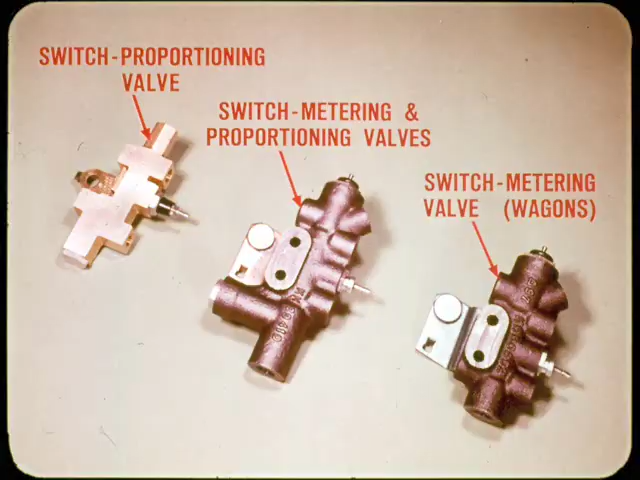 SWITCH-PROPORTIONING
VALVE
SWITCH-METERING &
PROPORTIONING VALVES
SWITCH-METERING
VALVE (WAGONS)